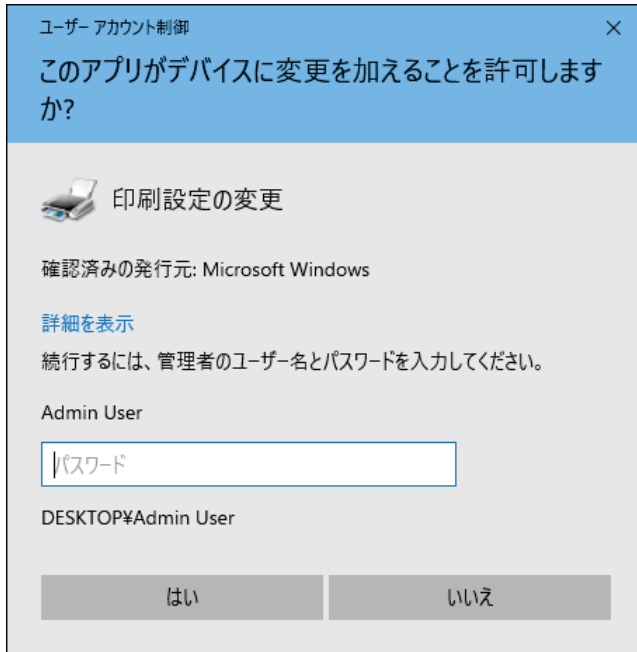 ユーザー アカウント制御
このアプリがデバイスに変更を加えることを許可します
か?
印刷設定の変更
確認済みの発行元: Microsoft Windows
詳細を表示
続行するには、管理者のユーザー名とパスワードを入力してください。
Admin User
パスワード
DESKTOP¥Admin User
はい
いいえ